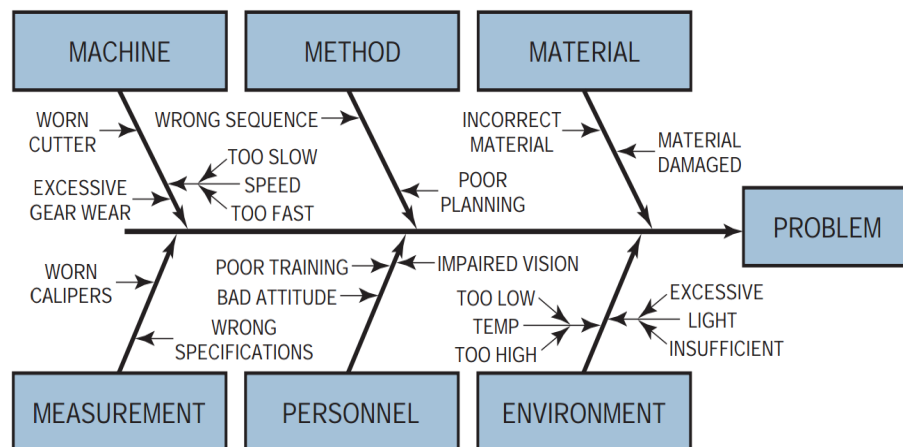 MACHINE
METHOD
MATERIAL
WORN
CUTTER
EXCESSIVE
GEAR WEAR
TOO SLOW
SPEED
TOO FAST
WRONG SEQUENCE
POOR
PLANNING
INCORRECT
MATERIAL
MATERIAL
DAMAGED
PROBLEM
WORN
CALIPERS
WRONG
SPECIFICATIONS
POOR TRAINING
BAD ATTITUDE
IMPAIRED VISION
TOO LOW
TEMP
TOO HIGH
EXCESSIVE
LIGHT
INSUFFICIENT
MEASUREMENT
PERSONNEL
ENVIRONMENT